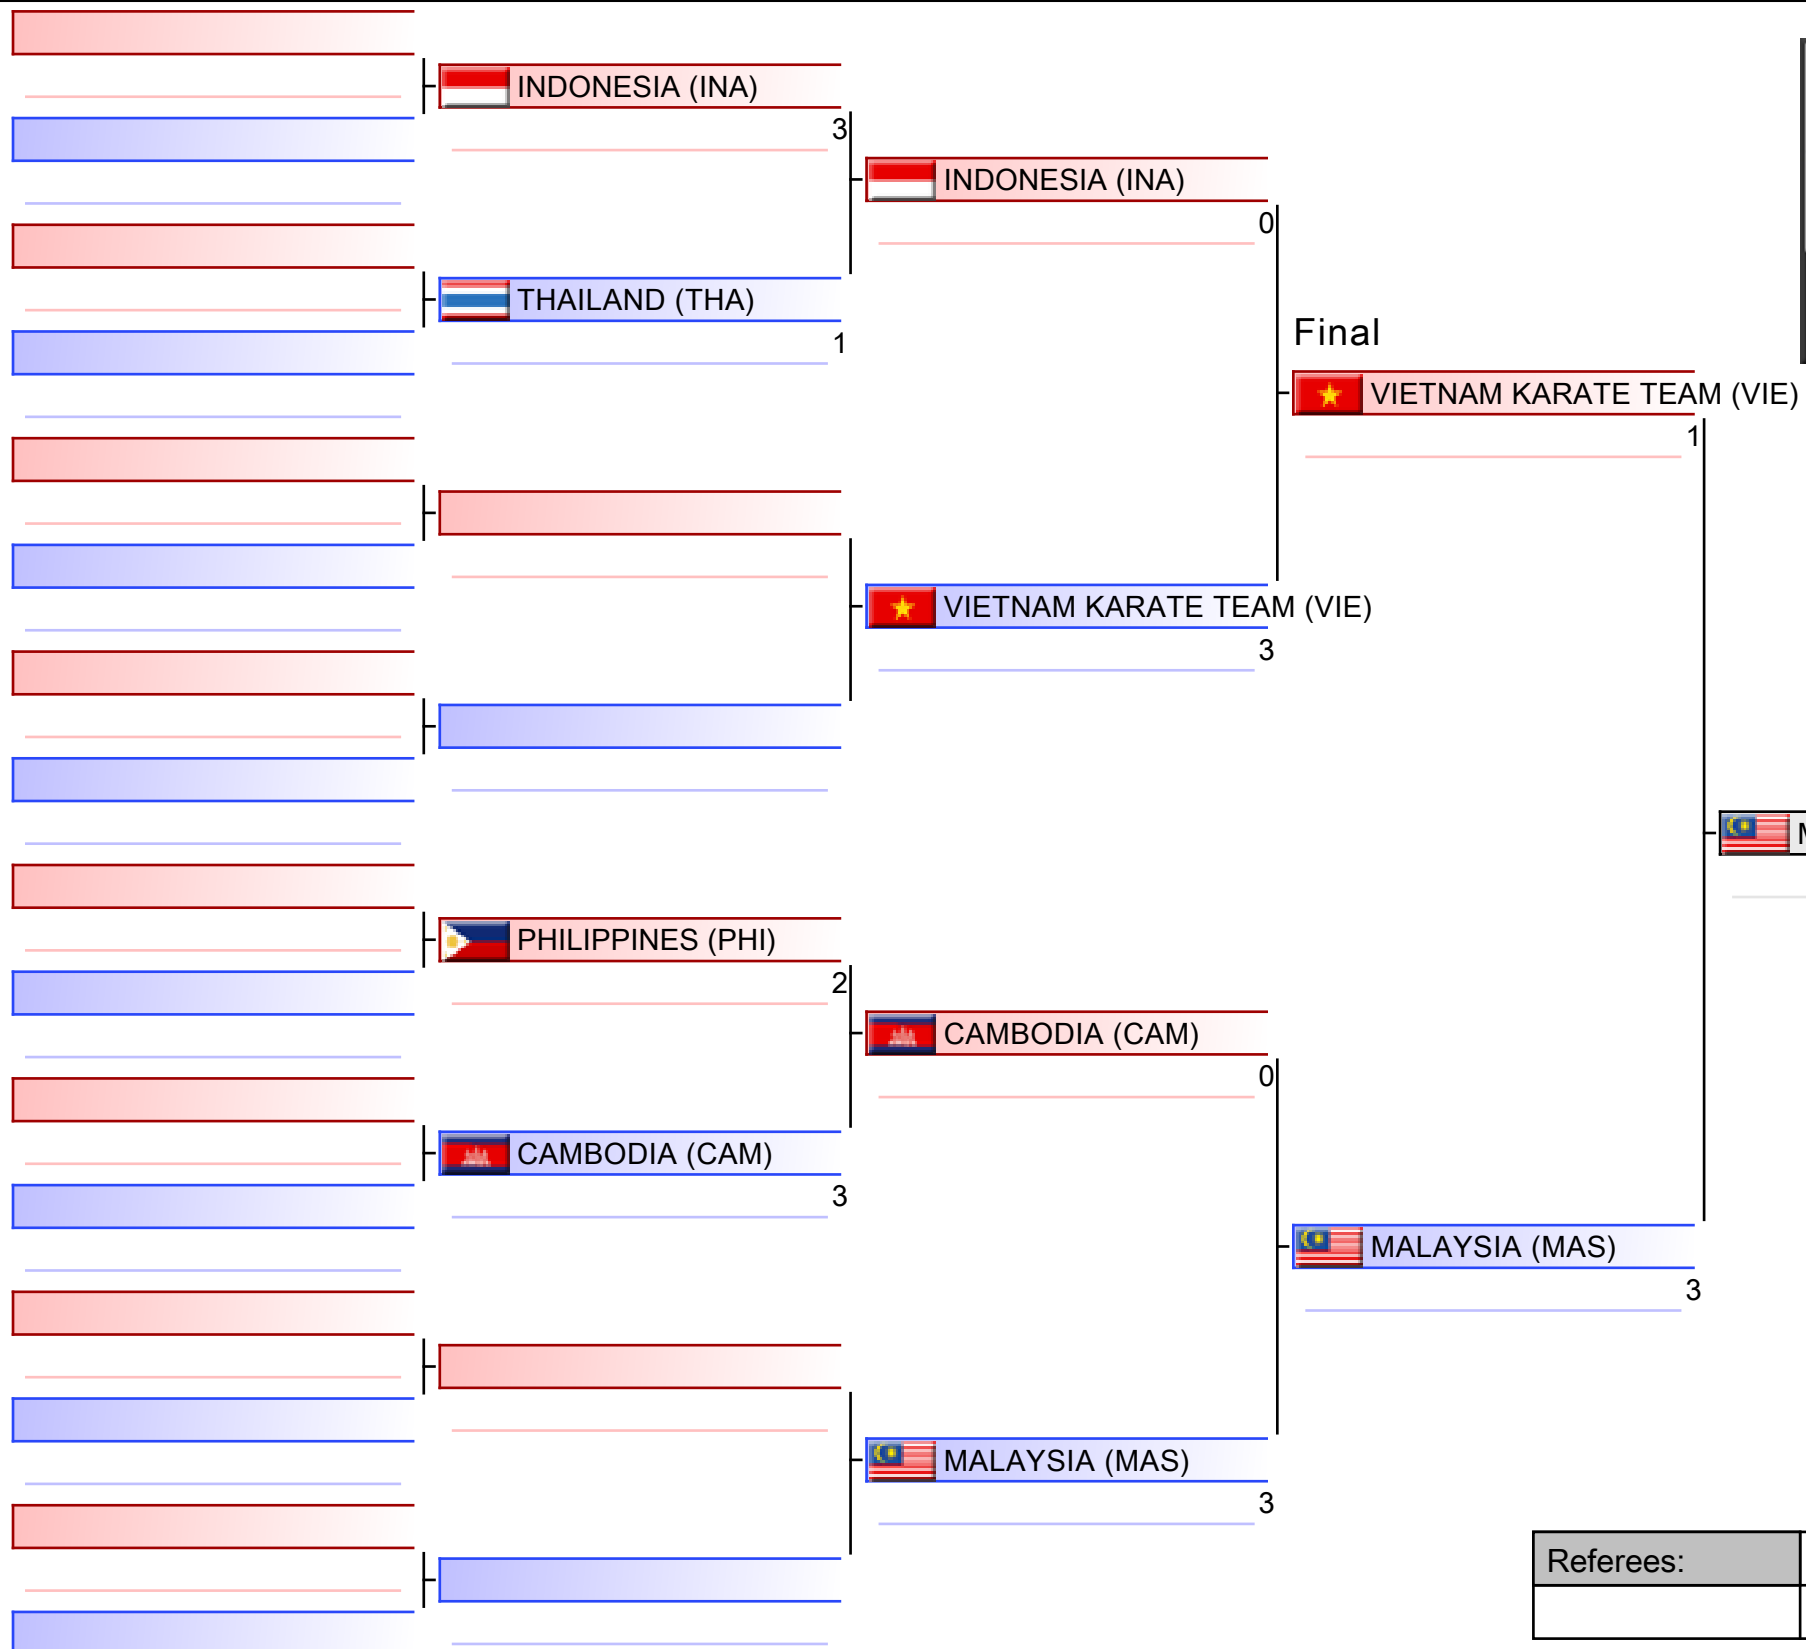 INDONESIA (INA)
3
INDONESIA (INA)
0
THAILAND (THA)
1
Final
VIETNAM KARATE TEAM (VIE)
1
VIETNAM KARATE TEAM (VIE)
3
M
PHILIPPINES (PHI)
2
CAMBODIA (CAM)
0
CAMBODIA (CAM)
3
MALAYSIA (MAS)
3
MALAYSIA (MAS)
3
Referees: